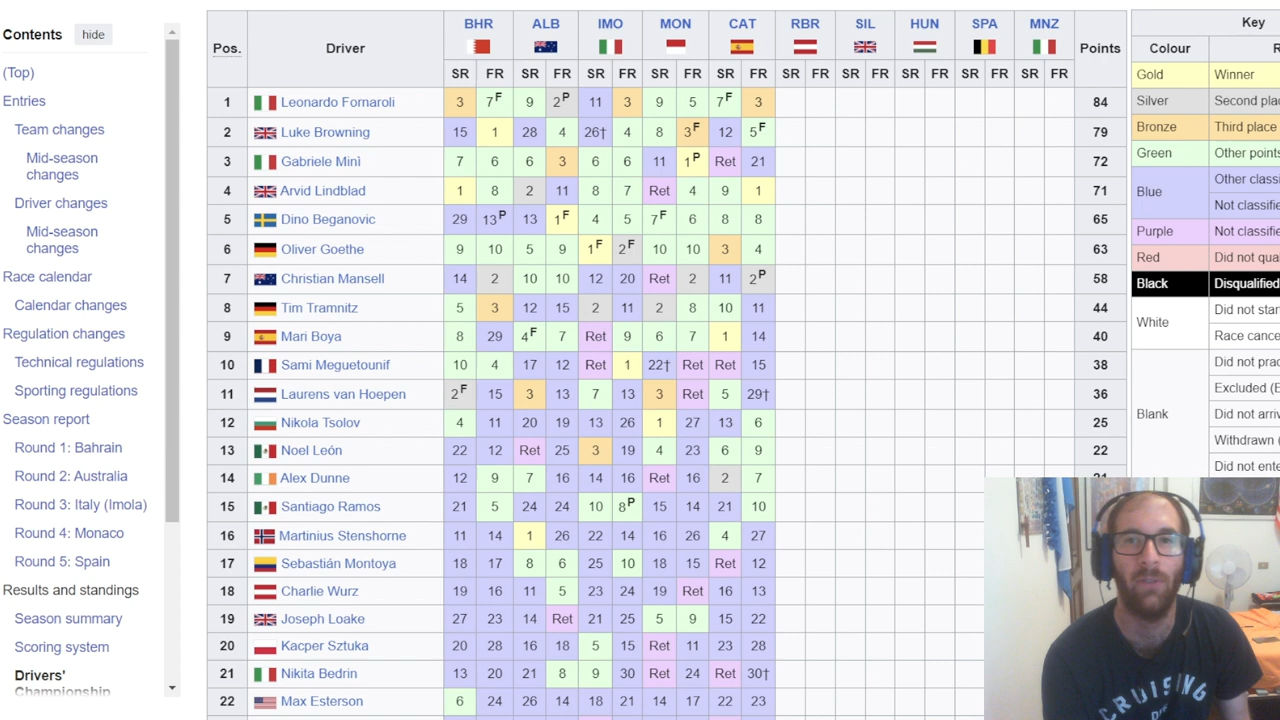 Contents hide
(Top)
Entries
Team changes
Mid-season
changes
Driver changes
Mid-season
changes
Race calendar
Calendar changes
Regulation changes
Technical regulations
Sporting regulations
Season report
Round 1: Bahrain
Round 2: Australia
Round 3: Italy (Imola)
Round 4: Monaco
Round 5: Spain
Results and standings
Season summary
Scoring system
Drivers'
Championship
Pos. Driver BHR ALB IMO MON CAT RBR SIL HUN SPA MNZ Points
SR FR SR FR SR FR SR FR SR FR SR FR SR FR SR FR SR FR SR FR
1 Leonardo Fornaroli 3 7F 9 2P 11 3 9 5 7F 3 84
2 Luke Browning 15 1 28 4 26† 4 8 3F 12 5F 79
3 Gabriele Minì 7 6 6 3 6 6 11 1P Ret 21 72
4 Arvid Lindblad 1 8 2 11 8 7 Ret 4 9 1 71
5 Dino Beganovic 29 13P 13 1F 4 5 7F 6 8 8 65
6 Oliver Goethe 9 10 5 9 1F 2F 10 10 3 4 63
7 Christian Mansell 14 2 10 10 12 20 Ret 2 11 2P 58
8 Tim Tramnitz 5 3 12 15 2 11 2 8 10 11 44
9 Mari Boya 8 29 4F 7 Ret 9 6 7 1 14 40
10 Sami Meguetounif 10 4 17 12 Ret 1 22† Ret Ret 15 38
11 Laurens van Hoepen 2F 15 3 13 7 13 3 Ret 5 29† 36
12 Nikola Tsolov 4 11 20 19 13 26 1 27 13 6 25
13 Noel León 22 12 Ret 25 3 19 4 23 6 9 22
14 Alex Dunne 12 9 7 16 14 16 Ret 16 2 7
15 Santiago Ramos 21 5 24 24 10 8P 15 14 21 10
16 Martinius Stenshorne 11 14 1 26 22 14 16 26 4 27
17 Sebastián Montoya 18 17 8 6 25 10 18 15 Ret 12
18 Charlie Wurz 19 16 11 5 23 24 19 Ret 16 13
19 Joseph Loake 27 23 14 Ret 21 25 5 9 15 22
20 Kacper Sztuka 20 28 16 18 5 15 Ret 11 23 28
21 Nikita Bedrin 13 20 21 8 9 30 Ret 24 Ret 30†
22 Max Esterson 6 24 26 14 18 21 14 17 22 23
Key
Colour
Gold Winner
Silver Second
Bronze Third place
Green Other
Blue Other
Not
Purple Not
Red Did not
Black Disqualified
White Did not
Race
Blank Did not
Excluded
Did not
Withdrawn
Did not
CRUISING